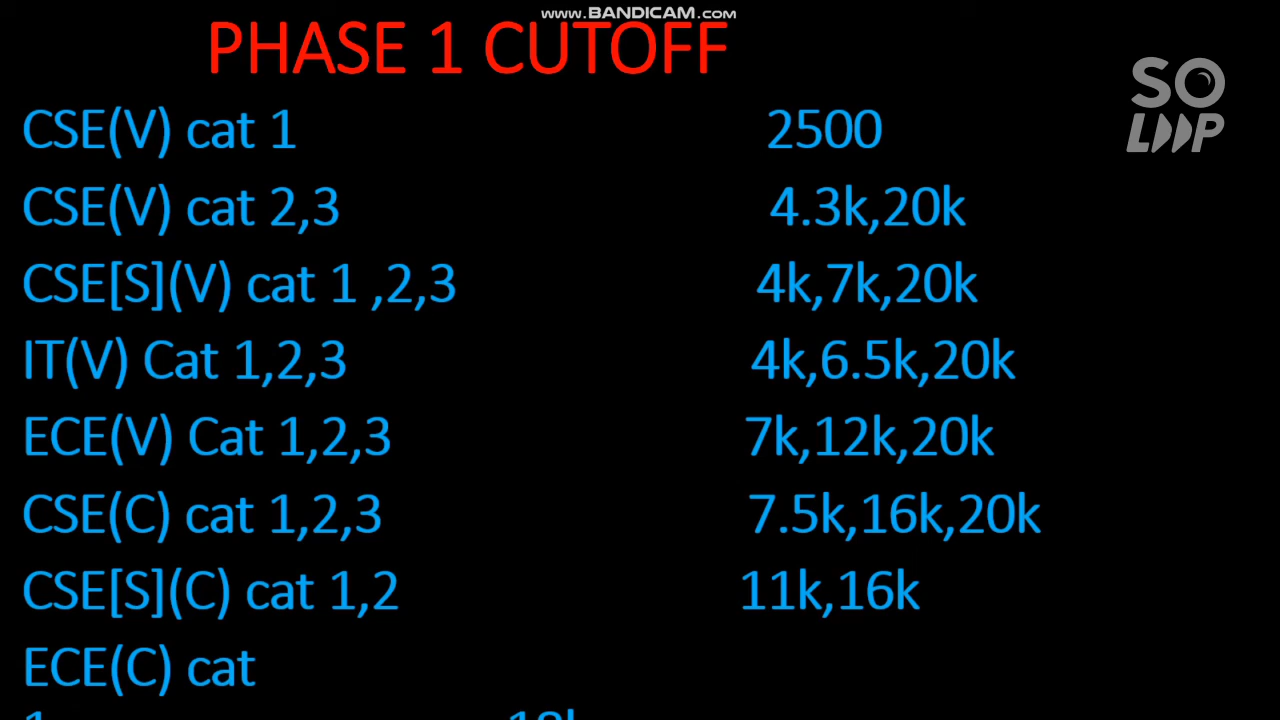 www.BANDICAM.com
PHASE 1 CUTOFF
SO
LOOP
CSE(V) cat 1 2500
CSE(V) cat 2,3 4.3k,20k
CSE[S](V) cat 1 ,2,3 4k,7k,20k
IT(V) Cat 1,2,3 4k,6.5k,20k
ECE(V) Cat 1,2,3 7k,12k,20k
CSE(C) cat 1,2,3 7.5k,16k,20k
CSE[S](C) cat 1,2 11k,16k
ECE(C) cat